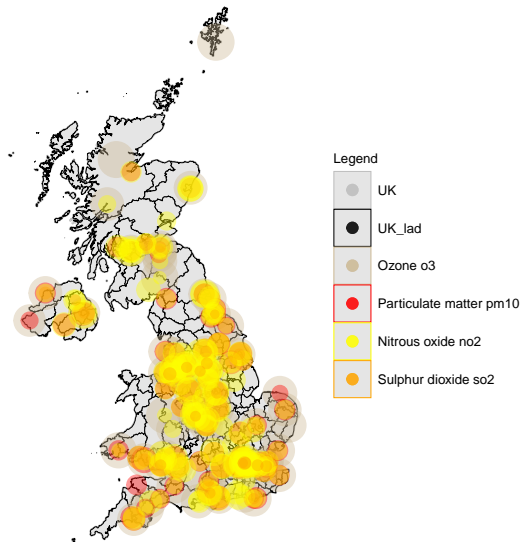 Legend
UK
UK_lad
Ozone o3
Particulate matter pm10
Nitrous oxide no2
Sulphur dioxide so2